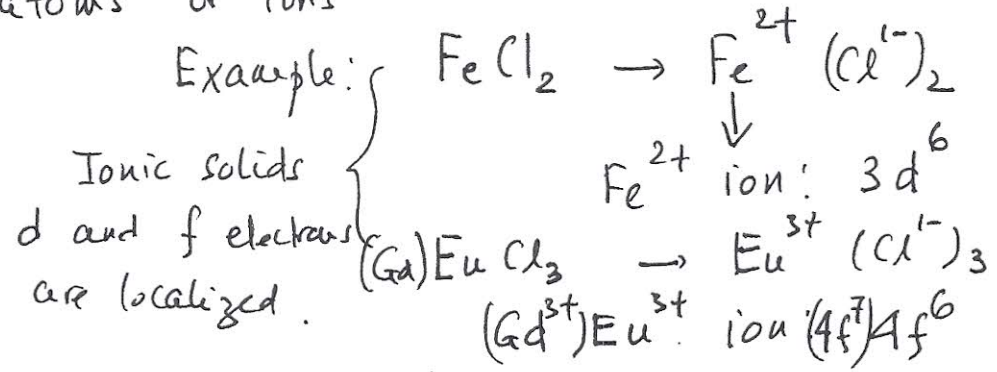 atoms or ions
Example: FeCl₂ → Fe²⁺ (Cl¹⁻)₂
↓
Ionic solids Fe²⁺ ion: 3d⁶
d and f electrons (Gd)EuCl₃ → Eu³⁺ (Cl¹⁻)₃
are localized. (Gd³⁺)Eu³⁺: ion (4f⁷)4f⁶